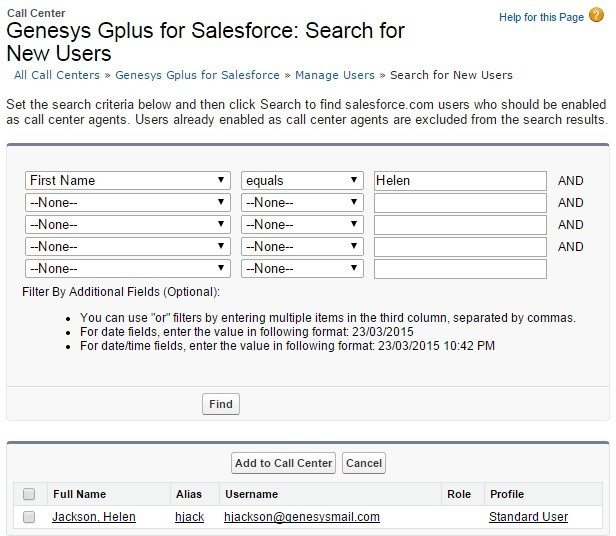 Call Center
Help for this Page ?
Genesys Gplus for Salesforce: Search for
New Users
All Call Centers » Genesys Gplus for Salesforce » Manage Users » Search for New Users
Set the search criteria below and then click Search to find salesforce.com users who should be enabled
as call center agents. Users already enabled as call center agents are excluded from the search results.
First Name equals Helen AND
--None-- --None-- AND
--None-- --None-- AND
--None-- --None-- AND
--None-- --None--
Filter By Additional Fields (Optional):
• You can use "or" filters by entering multiple items in the third column, separated by commas.
• For date fields, enter the value in following format: 23/03/2015
• For date/time fields, enter the value in following format: 23/03/2015 10:42 PM
Find
Add to Call Center Cancel
Full Name Alias Username Role Profile
Jackson, Helen hjack hjackson@genesysmail.com Standard User